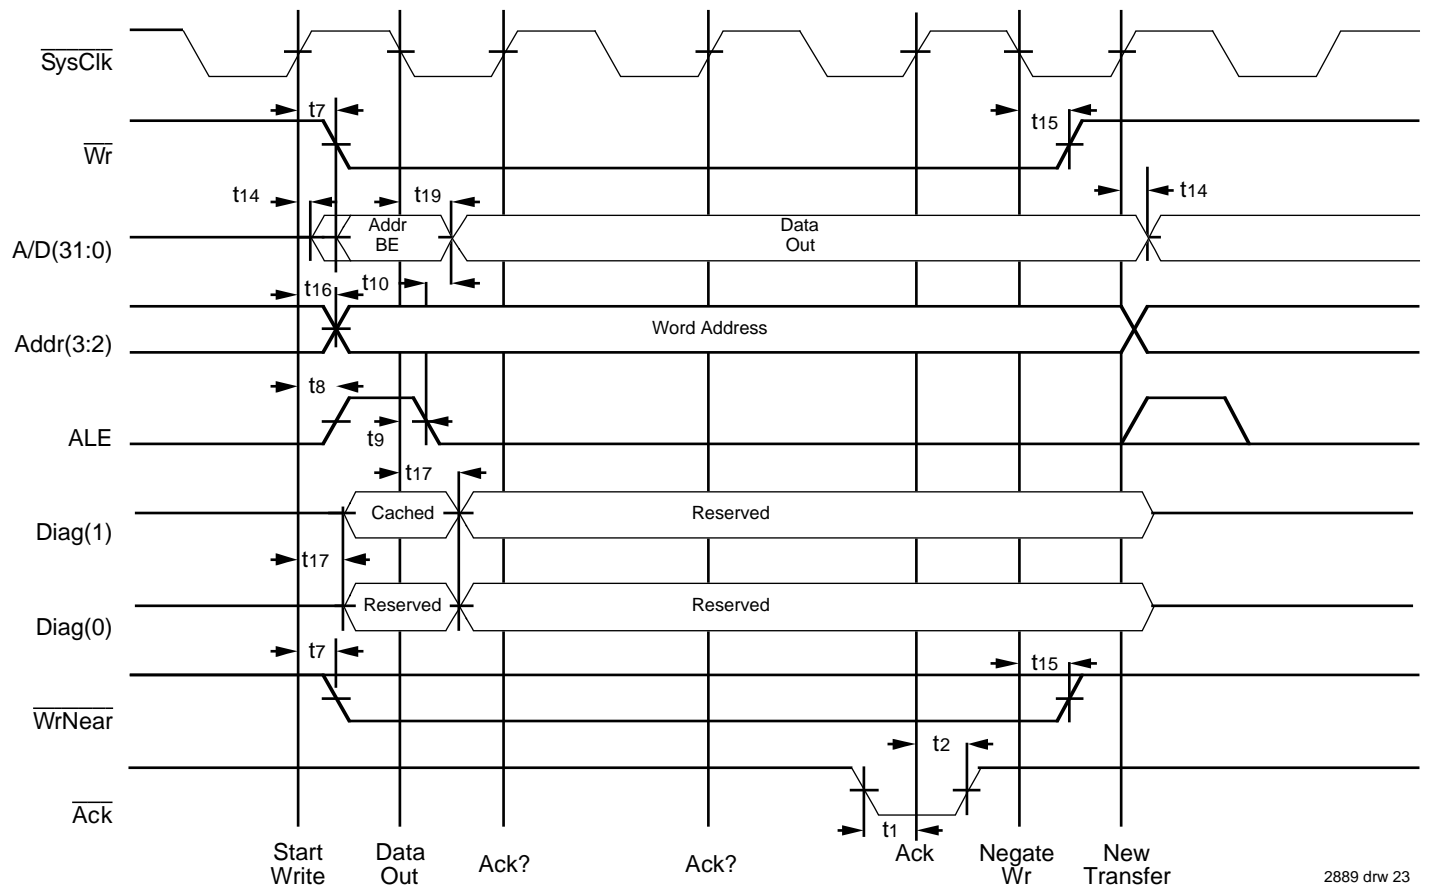 SysClk
t7
t15
Wr
t14
t19
t14
Addr
BE
Data
Out
A/D(31:0)
t16
t10
Word Address
Addr(3:2)
t8
t9
ALE
t17
Cached
Reserved
Diag(1)
t17
Reserved
Reserved
Diag(0)
t7
t15
WrNear
t2
Ack
t1
Start
Write
Data
Out
Ack?
Ack?
Ack
Negate
Wr
New
Transfer
2889 drw 23